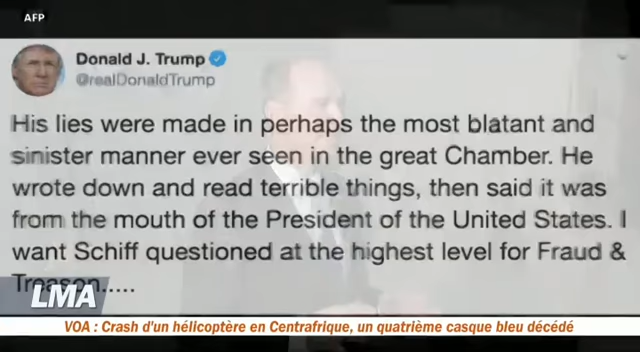 AFP
Donald J. Trump
@realDonaldTrump
His lies were made in perhaps the most blatant and
sinister manner ever seen in the great Chamber. He
wrote down and read terrible things, then said it was
from the mouth of the President of the United States. I
want Schiff questioned at the highest level for Fraud &
Treason.....
LMA
VOA : Crash d'un hélicoptère en Centrafrique, un quatrième casque bleu décédé